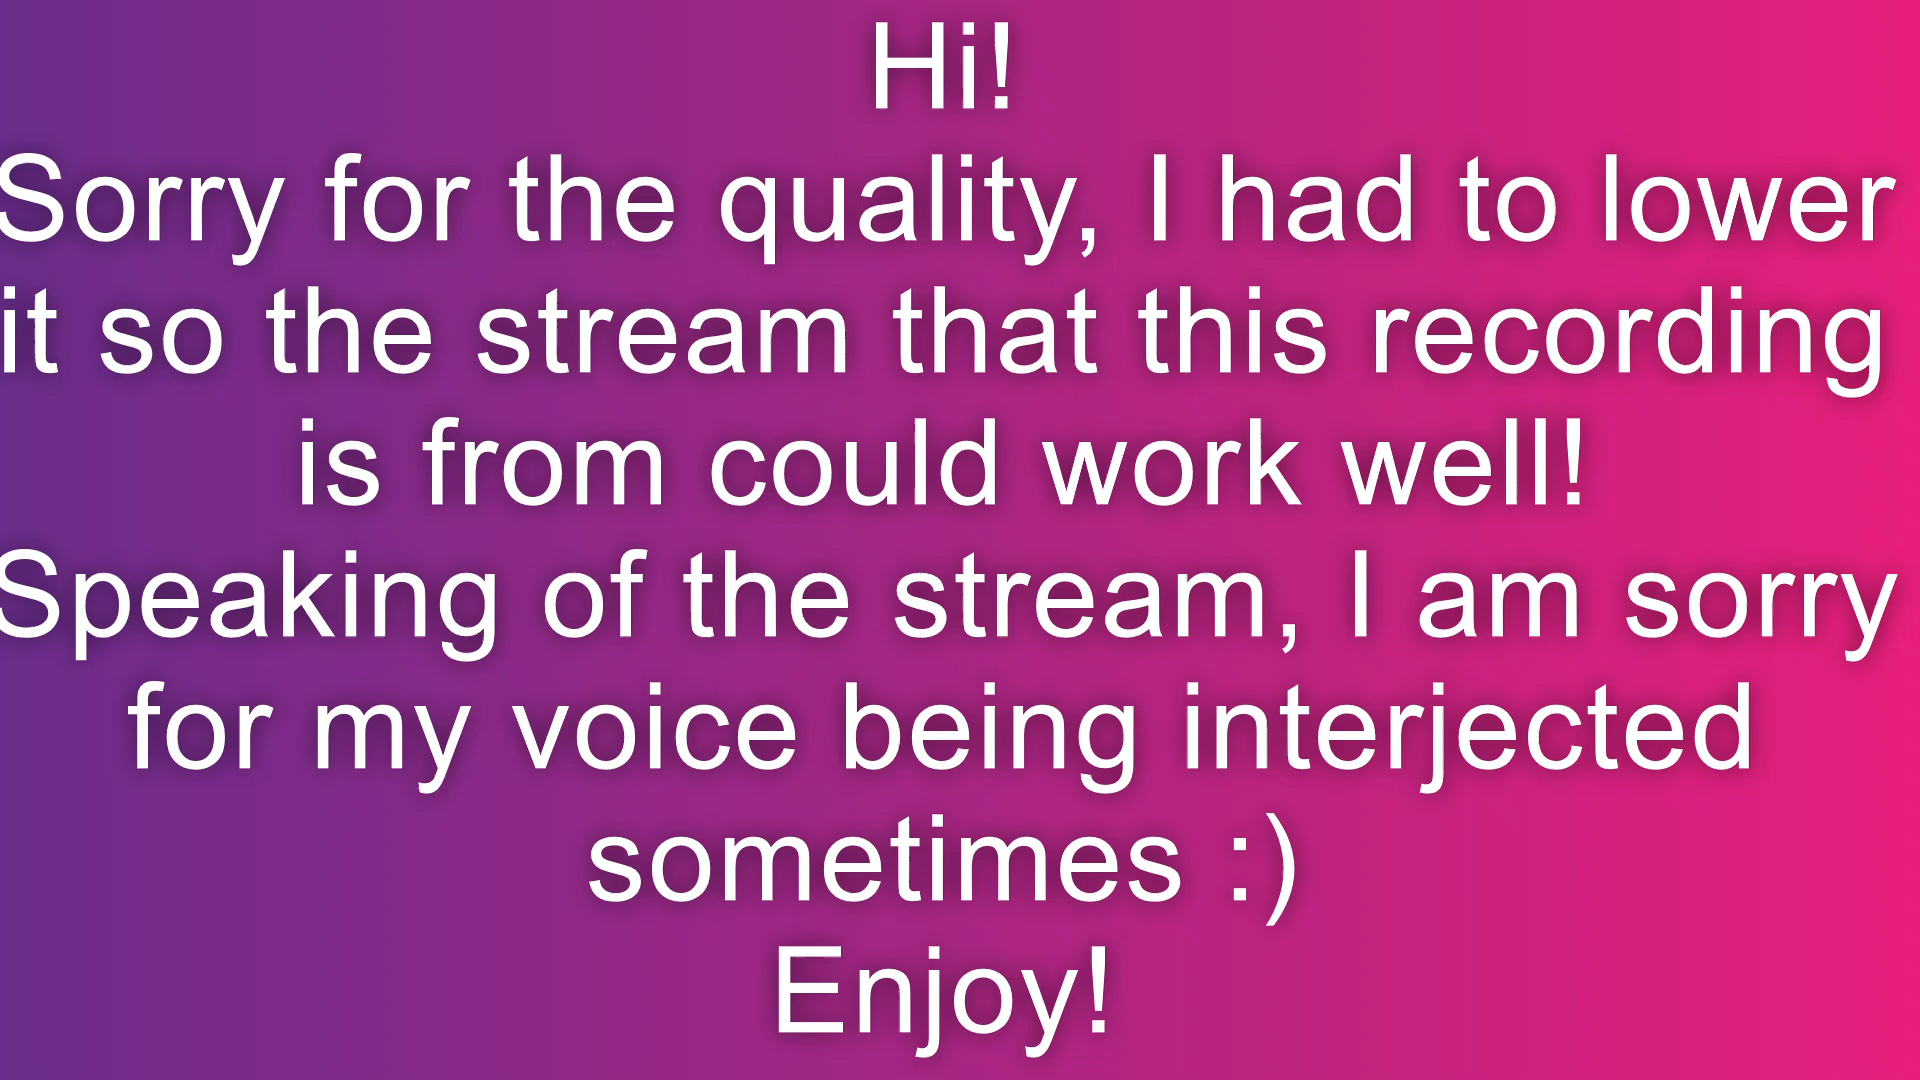 Hi!
Sorry for the quality, I had to lower
it so the stream that this recording
is from could work well!
Speaking of the stream, I am sorry
for my voice being interjected
sometimes :)
Enjoy!